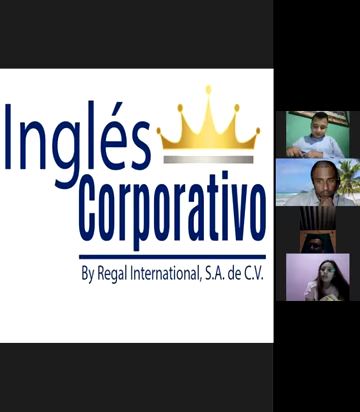 Inglés
Corporativo
By Regal International, S.A. de C.V.